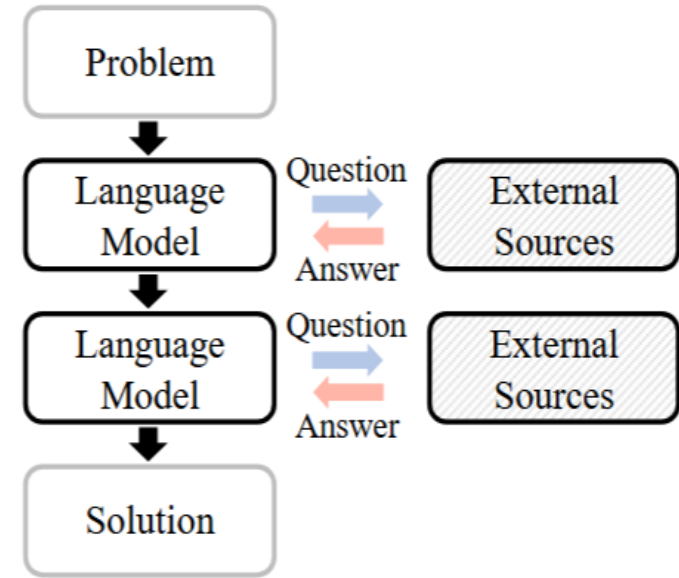 Problem
Language
Model
Question
Answer
External
Sources
Language
Model
Question
Answer
External
Sources
Solution